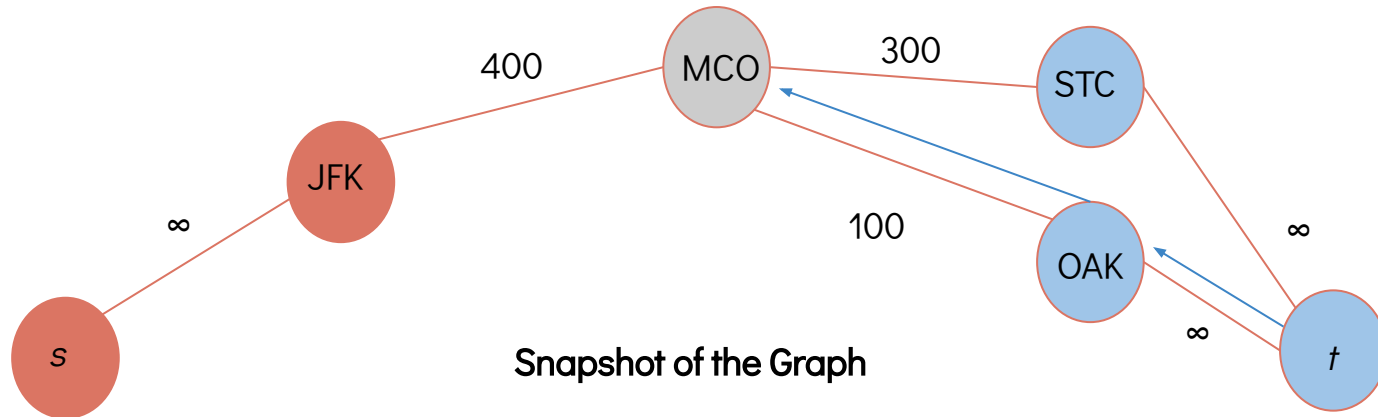 400
MCO
300
STC
JFK
∞
100
∞
OAK
∞
s
Snapshot of the Graph
t